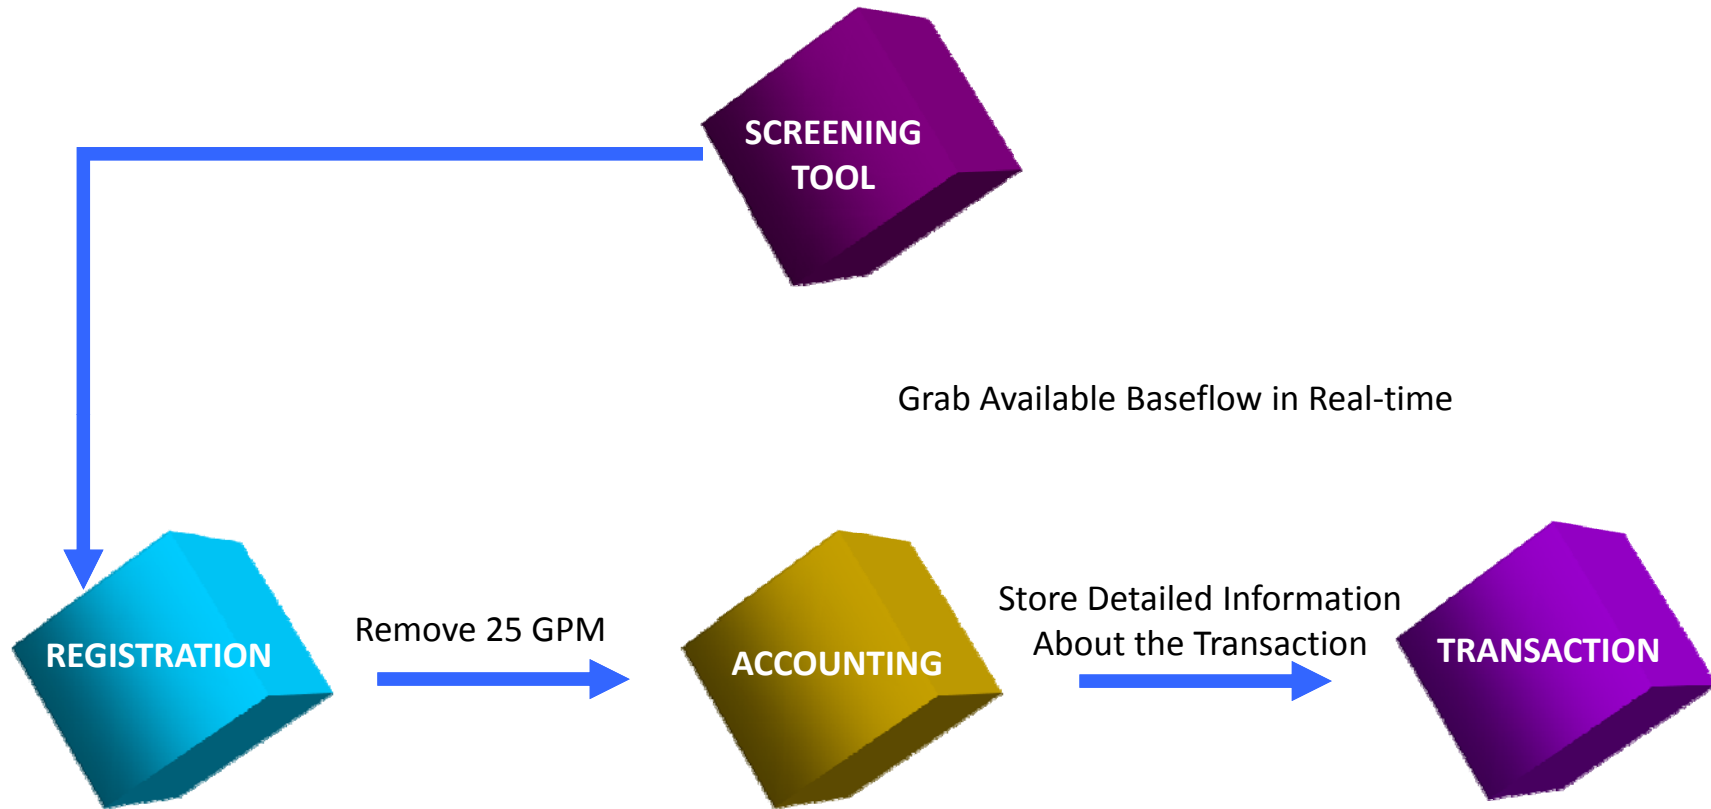 SCREENING
TOOL
Grab Available Baseflow in Real-time
REGISTRATION
Remove 25 GPM
ACCOUNTING
Store Detailed Information
About the Transaction
TRANSACTION